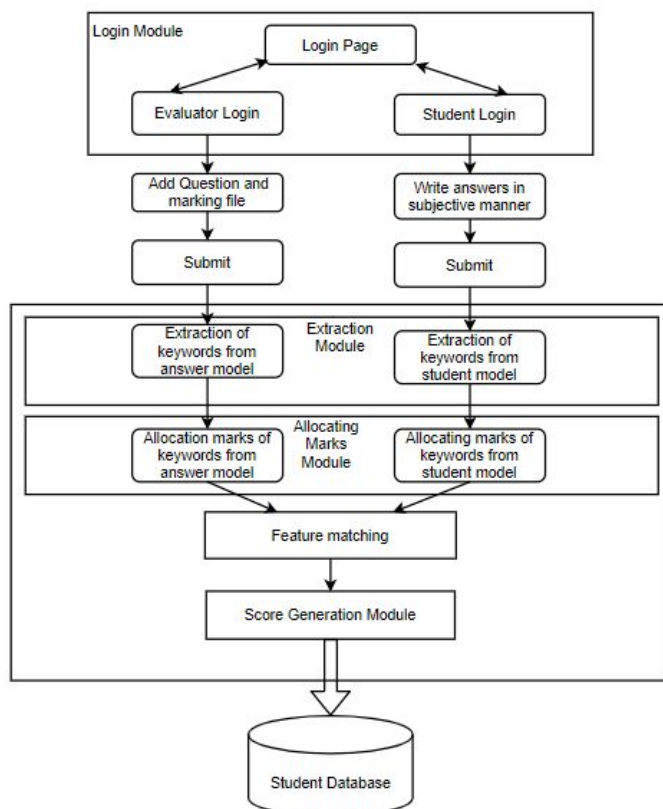 Login Module
Login Page
Evaluator Login
Student Login
Add Question and
marking file
Write answers in
subjective manner
Submit
Submit
Extraction
Module
Extraction of
keywords from
answer model
Extraction of
keywords from
student model
Allocating
Marks
Module
Allocation marks of
keywords from
answer model
Allocating marks of
keywords from
student model
Feature matching
Score Generation Module
Student Database